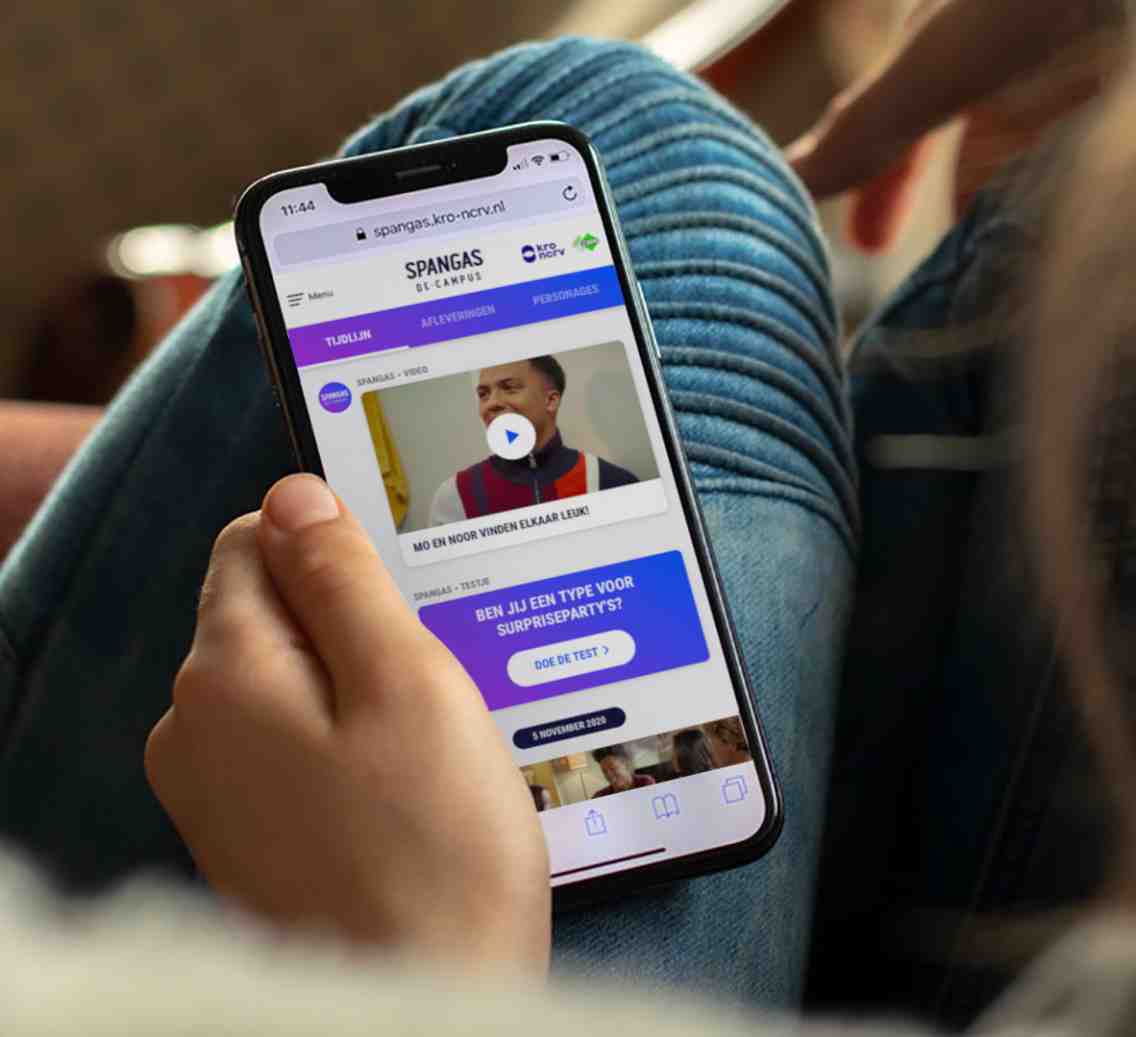 11:44
spangas.kro-ncrv.nl
Menu
SPANGAS
DE·CAMPUS
kro
ncrv
TIJDLIJN
AFLEVERINGEN
PERSONAGES
SPANGAS
SPANGAS • VIDEO
MO EN NOOR VINDEN ELKAAR LEUK!
SPANGAS • TESTJE
BEN JIJ EEN TYPE VOOR
SURPRISEPARTY'S?
DOE DE TEST >
5 NOVEMBER 2020